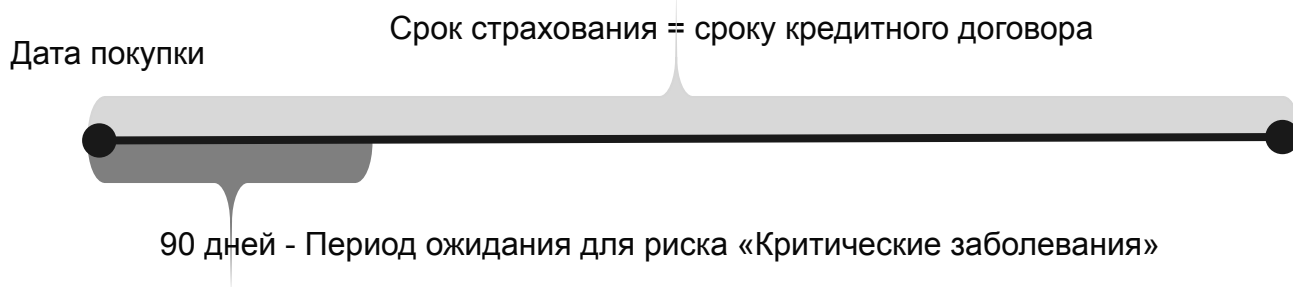 Срок страхования = сроку кредитного договора
Дата покупки
90 дней - Период ожидания для риска «Критические заболевания»